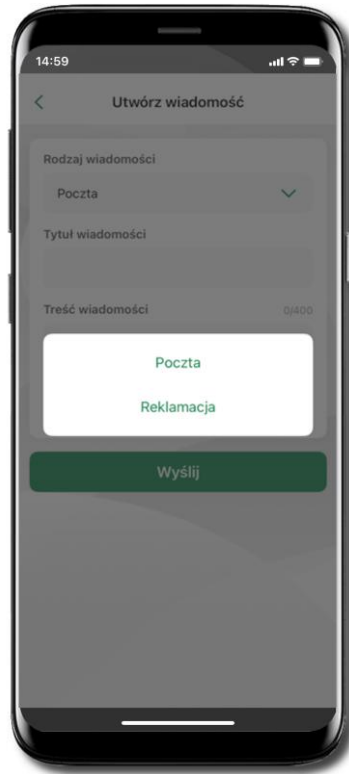 14:59
Utwórz wiadomość
Rodzaj wiadomości
Poczta
Tytuł wiadomości
Treść wiadomości 0/400
Poczta
Reklamacja
Wyślij